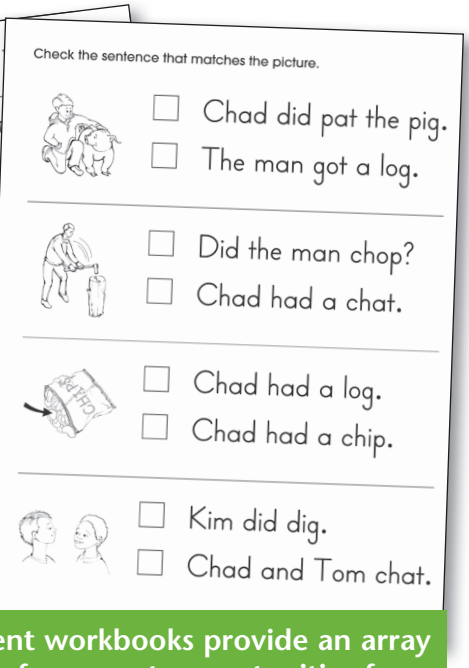 Check the sentence that matches the picture.
Chad did pat the pig.
The man got a log.
Did the man chop?
Chad had a chat.
CHIPS
Chad had a log.
Chad had a chip.
Kim did dig.
Chad and Tom chat.
ent workbooks provide an array